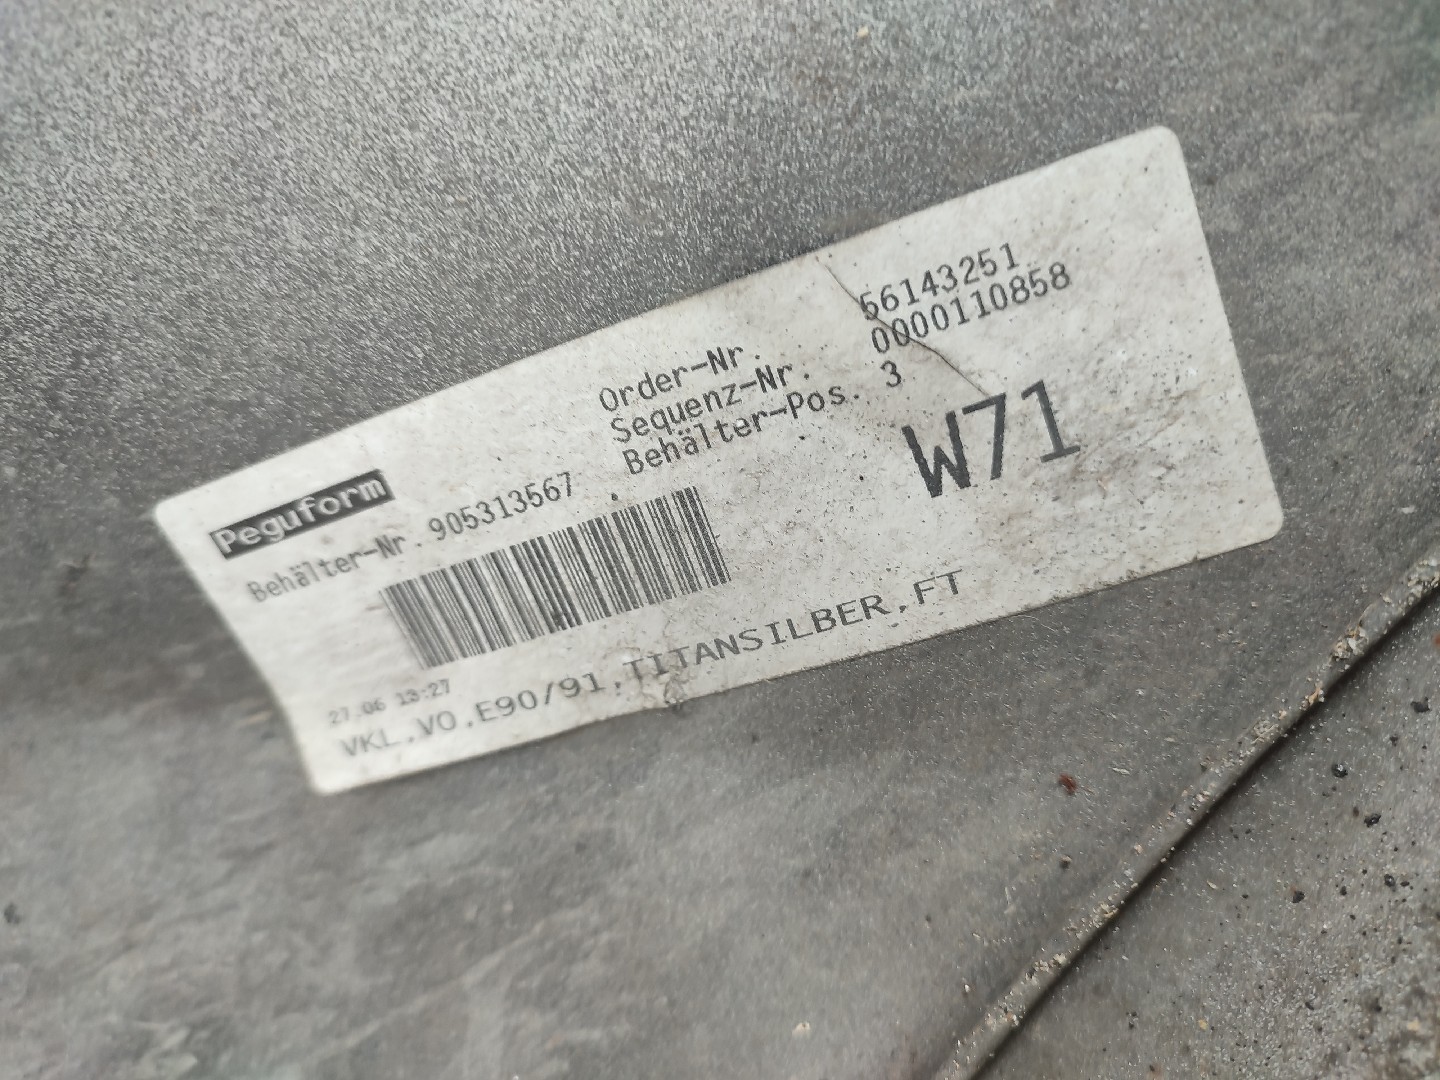 Peguform
Order-Nr. 56143251
Sequenz-Nr. 0000110858
Behälter-Pos. 3
Behälter-Nr. 905313567
W71
27.06 13:27
VKL,VO,E90/91,TITANSILBER,FT